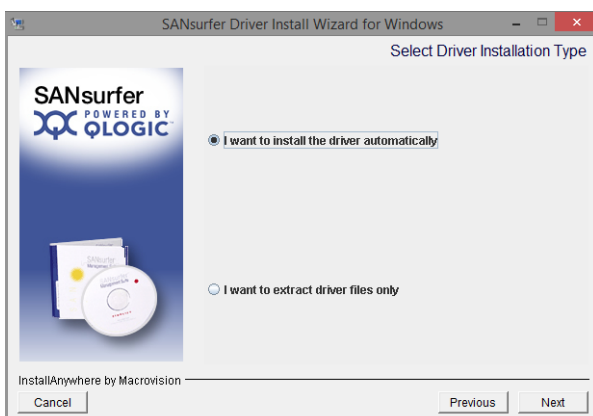 SANsurfer Driver Install Wizard for Windows
Select Driver Installation Type
SANsurfer
POWERED BY
QLOGIC
I want to install the driver automatically
SANsurfer
I want to extract driver files only
InstallAnywhere by Macrovision
Cancel
Previous
Next